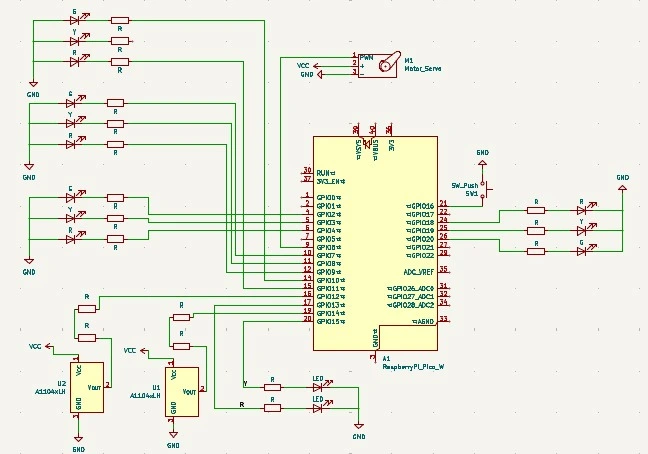 G
R
Y
R
R
R
GND
G
R
Y
R
R
R
GND
G
R
Y
R
R
R
GND
1 PWM
2 +
3 -
VCC
GND
M1
Motor_Servo
39 40 36
VSYS VBUS 3V3
30 RUN
37 3V3_EN
1 GPIO0
2 GPIO1
4 GPIO2
5 GPIO3
6 GPIO4
7 GPIO5
9 GPIO6
10 GPIO7
11 GPIO8
12 GPIO9
14 GPIO10
15 GPIO11
16 GPIO12
17 GPIO13
19 GPIO14
20 GPIO15
GPIO16 21
GPIO17 22
GPIO18 24
GPIO19 25
GPIO20 26
GPIO21 27
GPIO22 29
ADC_VREF 35
GPIO26_ADC0 31
GPIO27_ADC1 32
GPIO28_ADC2 34
AGND 33
GND
3
A1
RaspberryPi_Pico_W
GND
SW_Push
SW1
GND
R
R
R
Y
R
G
R
R
VCC
U2
A1104xLH
1
VCC
VOUT 2
GND
3
GND
R
R
VCC
U1
A1104xLH
1
VCC
VOUT 2
GND
3
GND
Y
R
LED
R
R
LED
GND